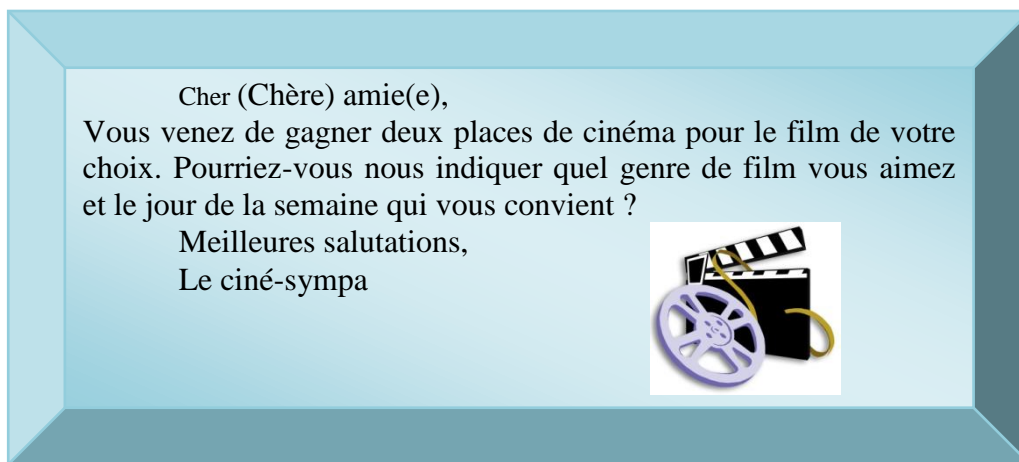 Cher (Chère) amie(e),
Vous venez de gagner deux places de cinéma pour le film de votre
choix. Pourriez-vous nous indiquer quel genre de film vous aimez
et le jour de la semaine qui vous convient ?
Meilleures salutations,
Le ciné-sympa